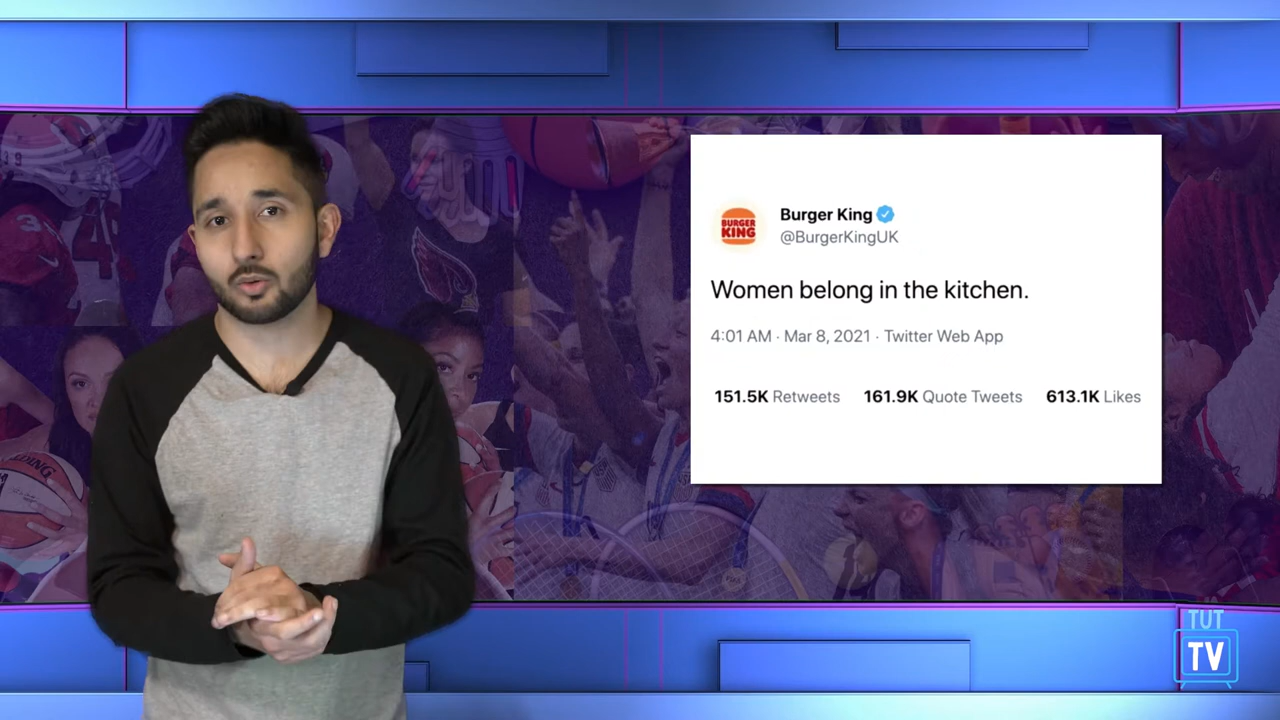 BURGER
KING
Burger King
@BurgerKingUK
Women belong in the kitchen.
4:01 AM · Mar 8, 2021 · Twitter Web App
151.5K Retweets 161.9K Quote Tweets 613.1K Likes
TUT
TV